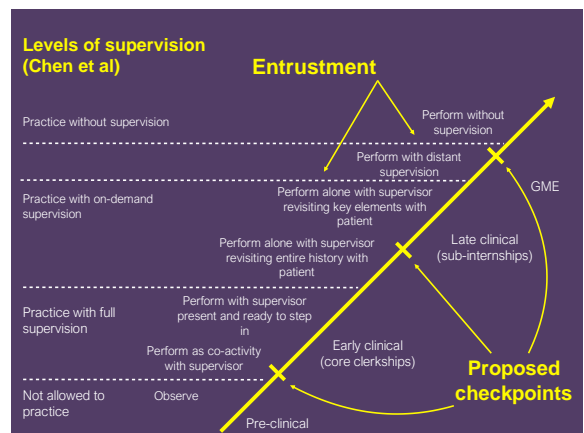 Levels of supervision
(Chen et al)
Entrustment
Practice without supervision
Perform without
supervision
Perform with distant
supervision
Practice with on-demand
supervision
Perform alone with supervisor
revisiting key elements with
patient
GME
Perform alone with supervisor
revisiting entire history with
patient
Late clinical
(sub-internships)
Practice with full
supervision
Perform with supervisor
present and ready to step
in
Perform as co-activity
with supervisor
Early clinical
(core clerkships)
Proposed
checkpoints
Not allowed to
practice
Observe
Pre-clinical